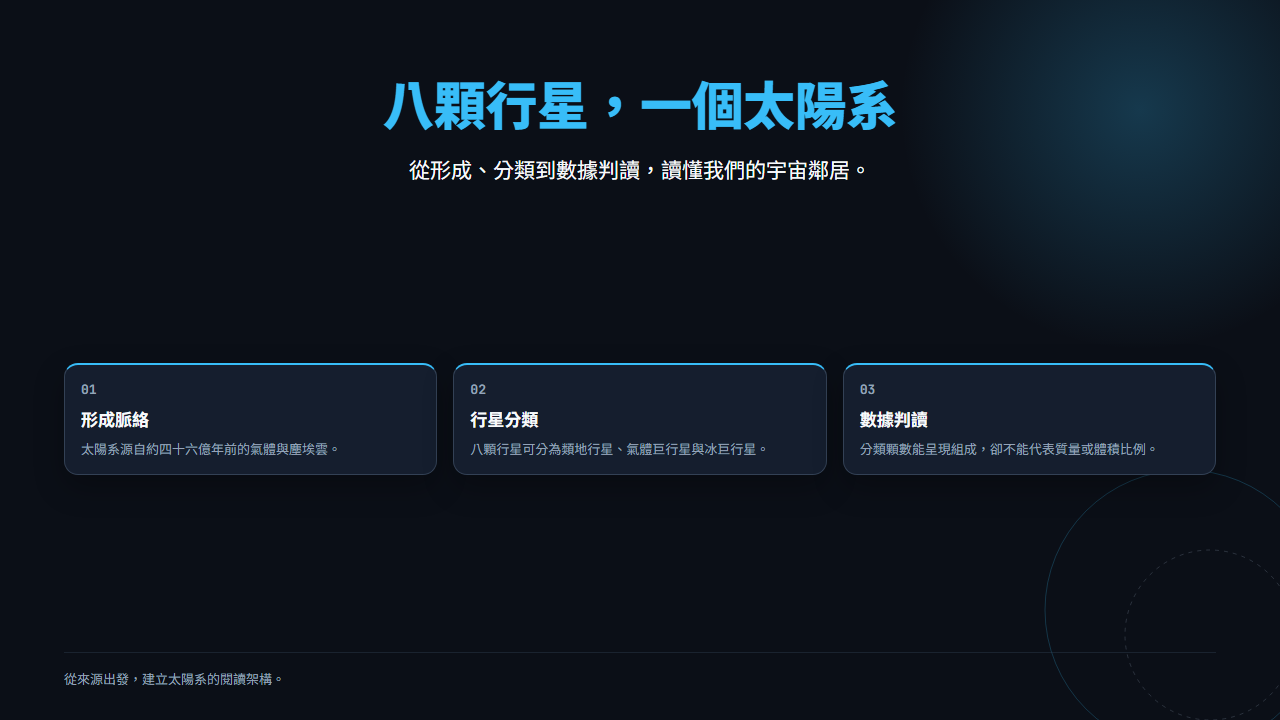 八顆行星，一個太陽系
從形成、分類到數據判讀，讀懂我們的宇宙鄰居。
01
形成脈絡
太陽系源自約四十六億年前的氣體與塵埃雲。
02
行星分類
八顆行星可分為類地行星、氣體巨行星與冰巨行星。
03
數據判讀
分類顆數能呈現組成，卻不能代表質量或體積比例。
從來源出發，建立太陽系的閱讀架構。